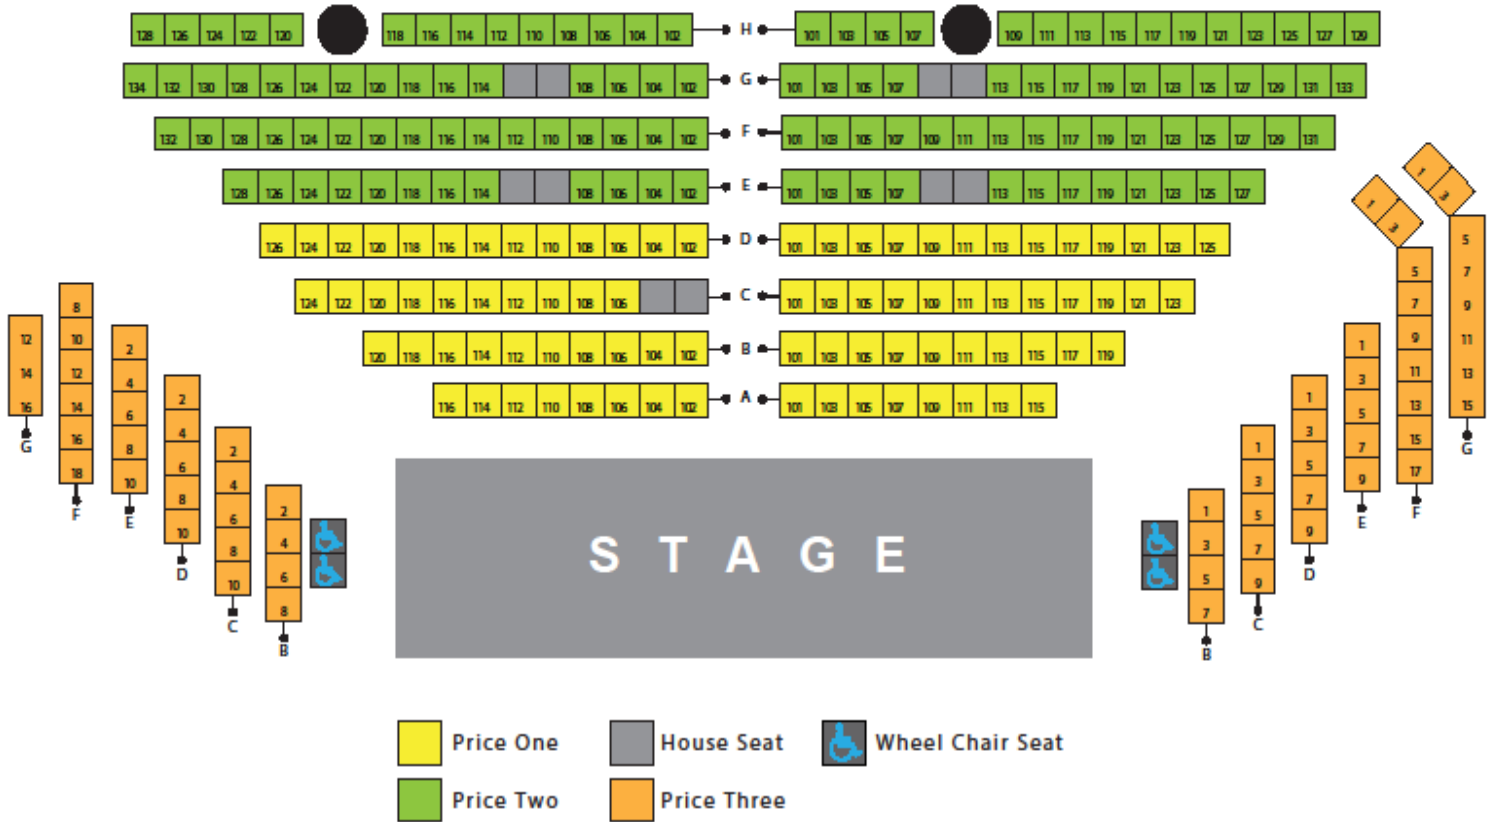 128 126 124 122 120 118 116 114 112 110 108 106 104 102 H 101 103 105 107 109 111 113 115 117 119 121 123 125 127 129
134 132 130 128 126 124 122 120 118 116 114 108 106 104 102 G 101 103 105 107 113 115 117 119 121 123 125 127 129 131 133
132 130 128 126 124 122 120 118 116 114 112 110 108 106 104 102 F 101 103 105 107 109 111 113 115 117 119 121 123 125 127 129 131
128 126 124 122 120 118 116 114 108 106 104 102 E 101 103 105 107 113 115 117 119 121 123 125 127
126 124 122 120 118 116 114 112 110 108 106 104 102 D 101 103 105 107 109 111 113 115 117 119 121 123 125
124 122 120 118 116 114 112 110 108 106 C 101 103 105 107 109 111 113 115 117 119 121 123
120 118 116 114 112 110 108 106 104 102 B 101 103 105 107 109 111 113 115 117 119
116 114 112 110 108 106 104 102 A 101 103 105 107 109 111 113 115
12 14 16 G
8 10 12 14 16 18 F
2 4 6 8 10 E
2 4 6 8 10 D
2 4 6 8 10 C
2 4 6 8 B
STAGE
1 3 5 7 B
1 3 5 7 9 C
1 3 5 7 9 D
1 3 5 7 9 E
1 3 5 7 9 11 13 15 17 F
1 3 5 7 9 11 13 15 G
Price One House Seat Wheel Chair Seat
Price Two Price Three